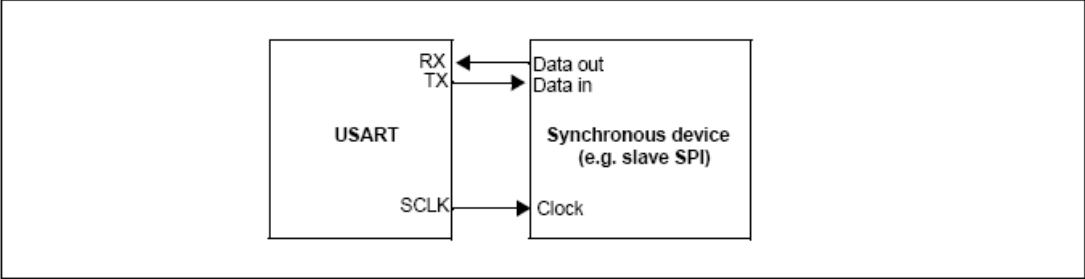 RX
TX
USART
SCLK
Data out
Data in
Synchronous device
(e.g. slave SPI)
Clock